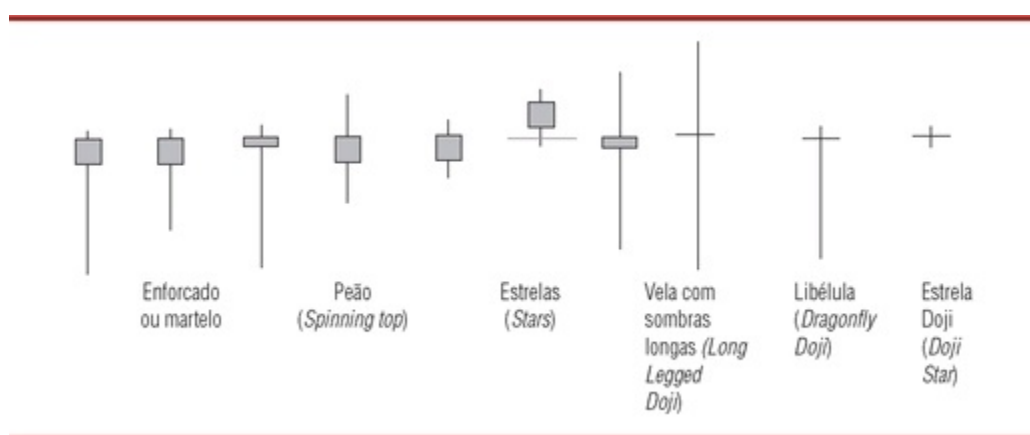 Enforcado
ou martelo
Peão
(Spinning top)
Estrelas
(Stars)
Vela com
sombras
longas (Long
Legged
Doji)
Libélula
(Dragonfly
Doji)
Estrela
Doji
(Doji
Star)